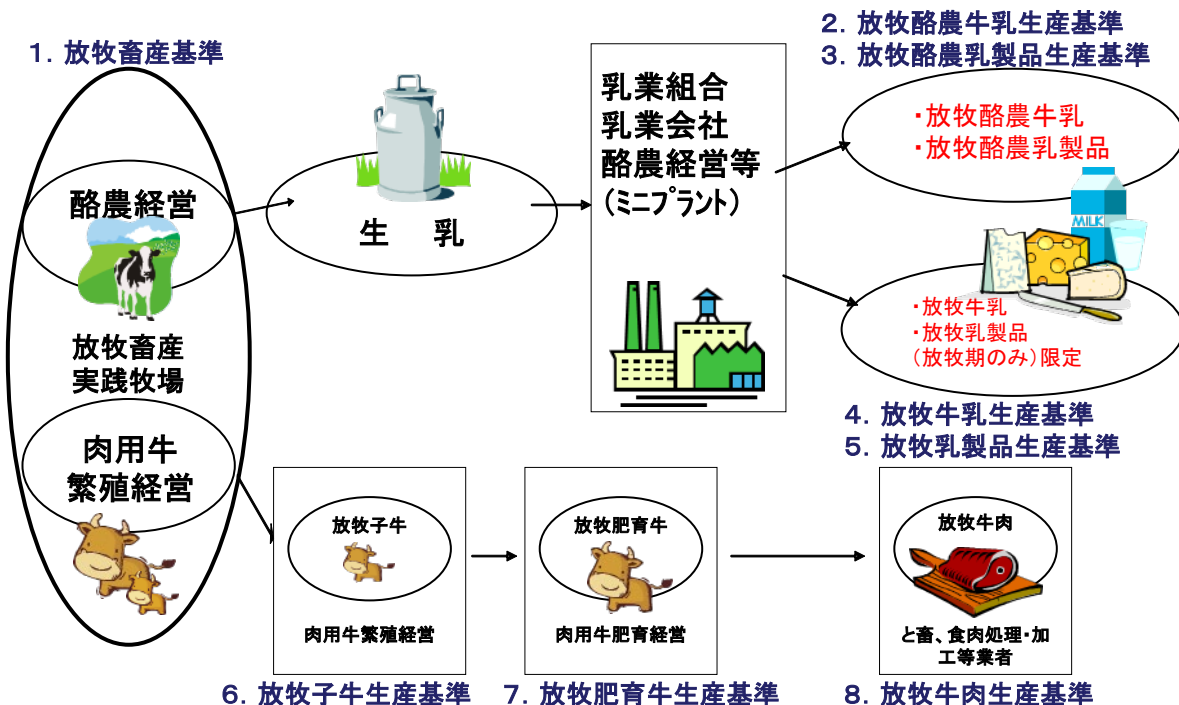 1. 放牧畜産基準
酪農経営
放牧畜産
実践牧場
肉用牛
繁殖経営
生 乳
乳業組合
乳業会社
酪農経営等
(ミニプラント)
2. 放牧酪農牛乳生産基準
3. 放牧酪農乳製品生産基準
・放牧酪農牛乳
・放牧酪農乳製品
MILK
・放牧牛乳
・放牧乳製品
(放牧期のみ)限定
4. 放牧牛乳生産基準
5. 放牧乳製品生産基準
放牧子牛
肉用牛繁殖経営
6. 放牧子牛生産基準
放牧肥育牛
肉用牛肥育経営
7. 放牧肥育牛生産基準
放牧牛肉
と畜、食肉処理・加
工等業者
8. 放牧牛肉生産基準